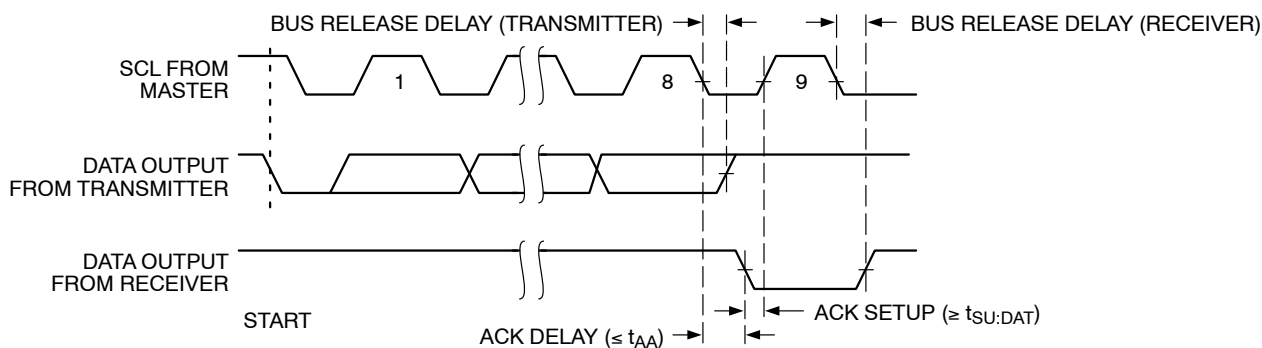 BUS RELEASE DELAY (TRANSMITTER)
BUS RELEASE DELAY (RECEIVER)
SCL FROM
MASTER
1
8
9
DATA OUTPUT
FROM TRANSMITTER
DATA OUTPUT
FROM RECEIVER
START
ACK SETUP (≥ tSU:DAT)
ACK DELAY (≤ tAA)